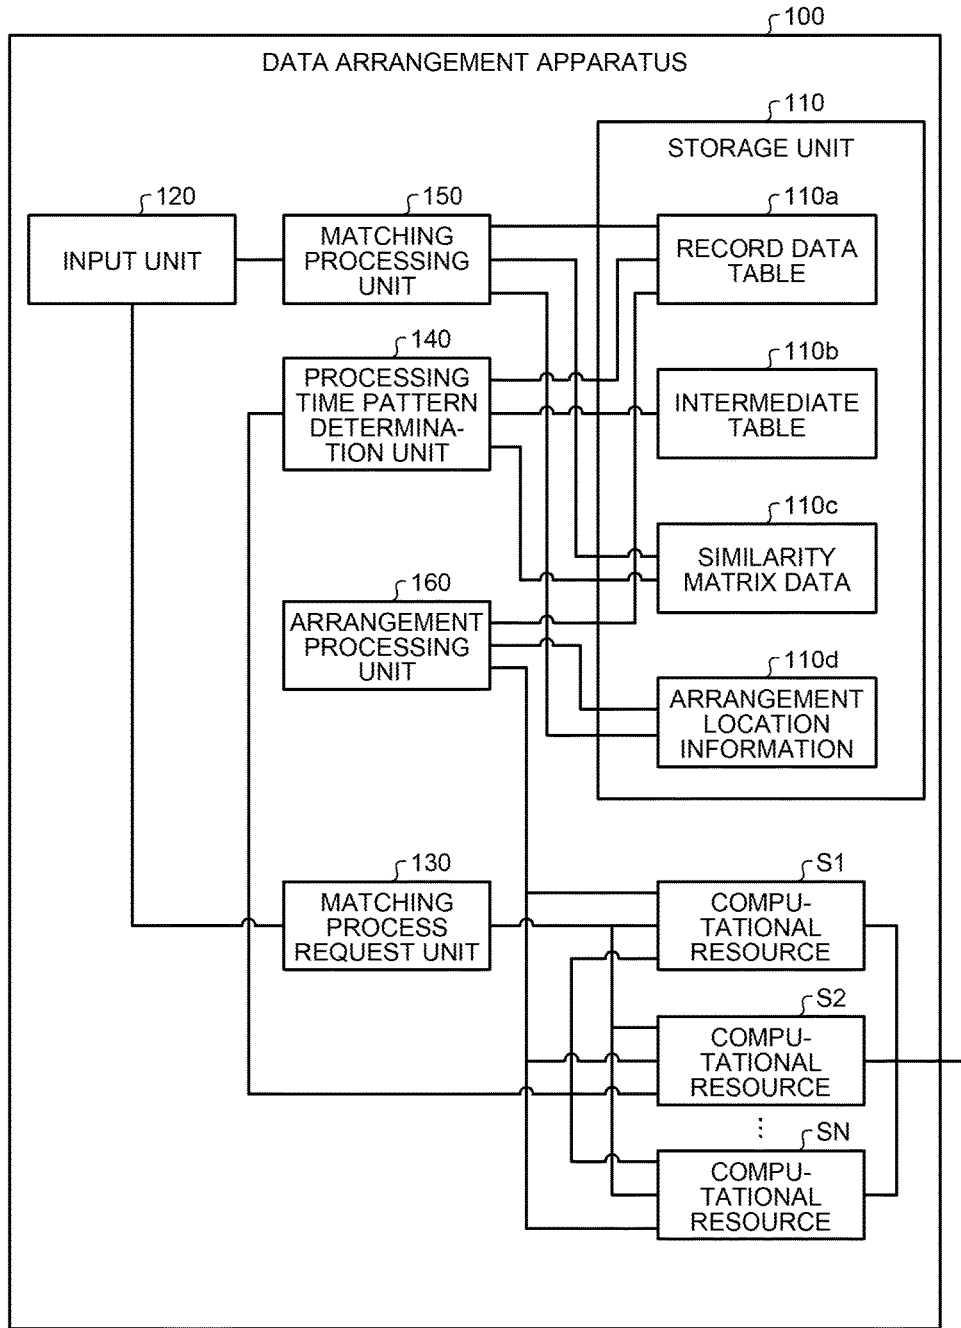 100
DATA ARRANGEMENT APPARATUS
110
STORAGE UNIT
120
INPUT UNIT
150
MATCHING
PROCESSING
UNIT
110a
RECORD DATA
TABLE
140
PROCESSING
TIME PATTERN
DETERMINA-
TION UNIT
110b
INTERMEDIATE
TABLE
110c
SIMILARITY
MATRIX DATA
160
ARRANGEMENT
PROCESSING
UNIT
110d
ARRANGEMENT
LOCATION
INFORMATION
130
MATCHING
PROCESS
REQUEST UNIT
S1
COMPU-
TATIONAL
RESOURCE
S2
COMPU-
TATIONAL
RESOURCE
...
SN
COMPU-
TATIONAL
RESOURCE